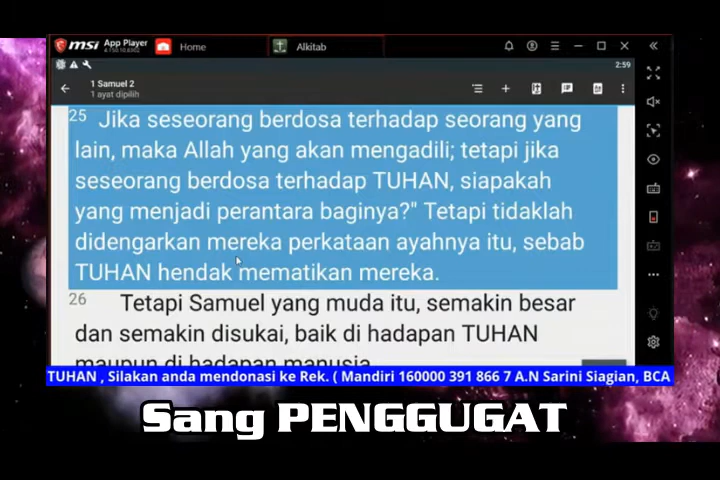 msi App Player
Home
Alkitab
2:59
1 Samuel 2
1 ayat dipilih
25 Jika seseorang berdosa terhadap seorang yang
lain, maka Allah yang akan mengadili; tetapi jika
seseorang berdosa terhadap TUHAN, siapakah
yang menjadi perantara baginya?" Tetapi tidaklah
didengarkan mereka perkataan ayahnya itu, sebab
TUHAN hendak mematikan mereka.
26 Tetapi Samuel yang muda itu, semakin besar
dan semakin disukai, baik di hadapan TUHAN
maupun di hadapan manusia
TUHAN , Silakan anda mendonasi ke Rek. ( Mandiri 160000 391 866 7 A.N Sarini Siagian, BCA
Sang PENGGUGAT